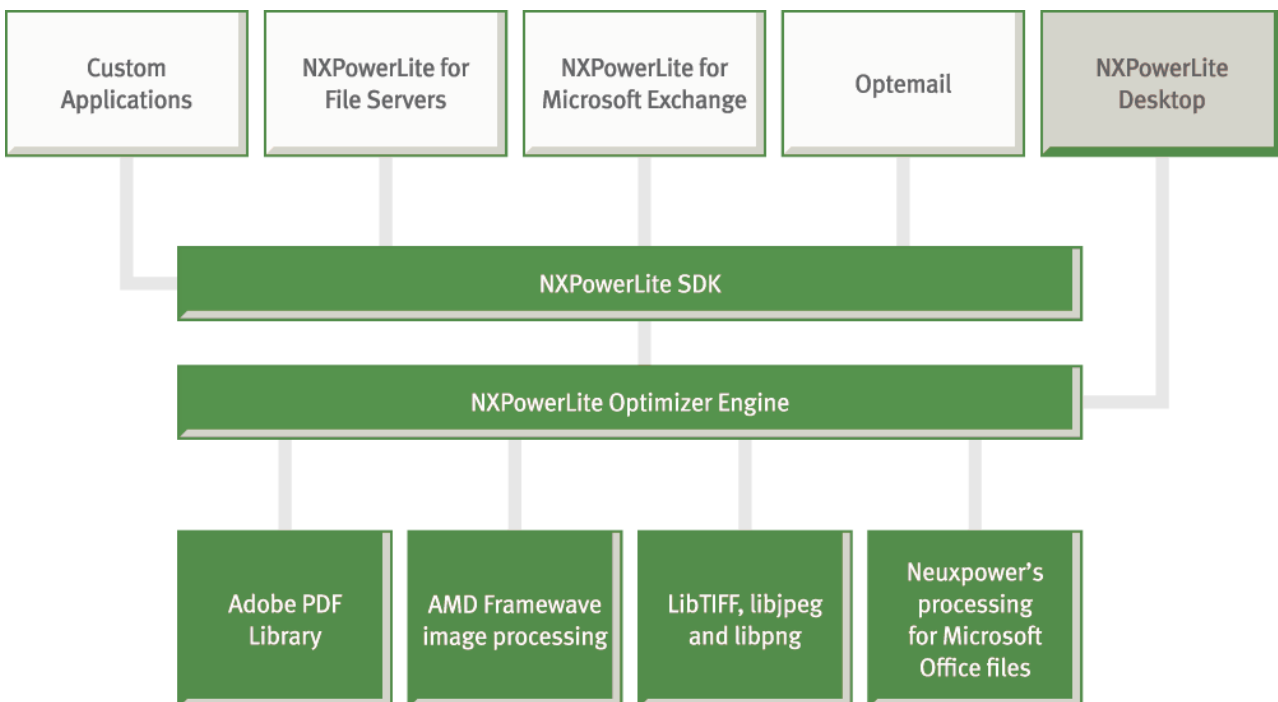 Custom
Applications
NXPowerLite for
File Servers
NXPowerLite for
Microsoft Exchange
Optemail
NXPowerLite
Desktop
NXPowerLite SDK
NXPowerLite Optimizer Engine
Adobe PDF
Library
AMD Framewave
image processing
LibTIFF, libjpeg
and libpng
Neuxpower’s
processing
for Microsoft
Office files